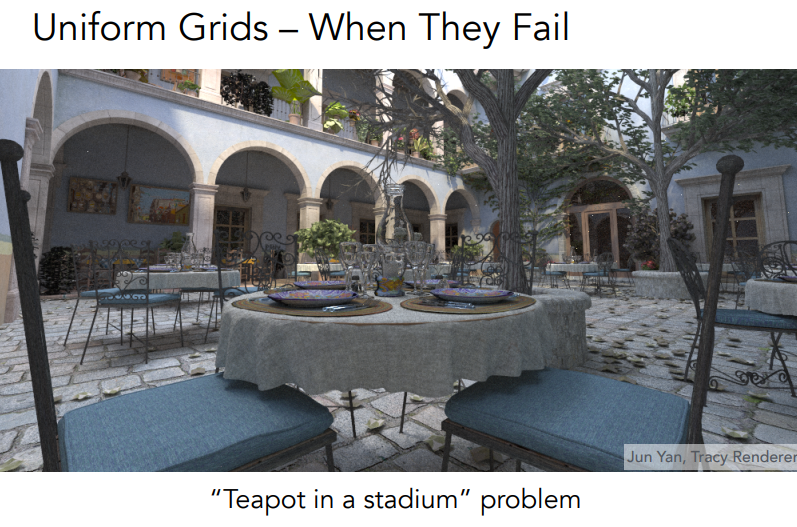 Uniform Grids – When They Fail
Jun Yan, Tracy Renderer
“Teapot in a stadium” problem